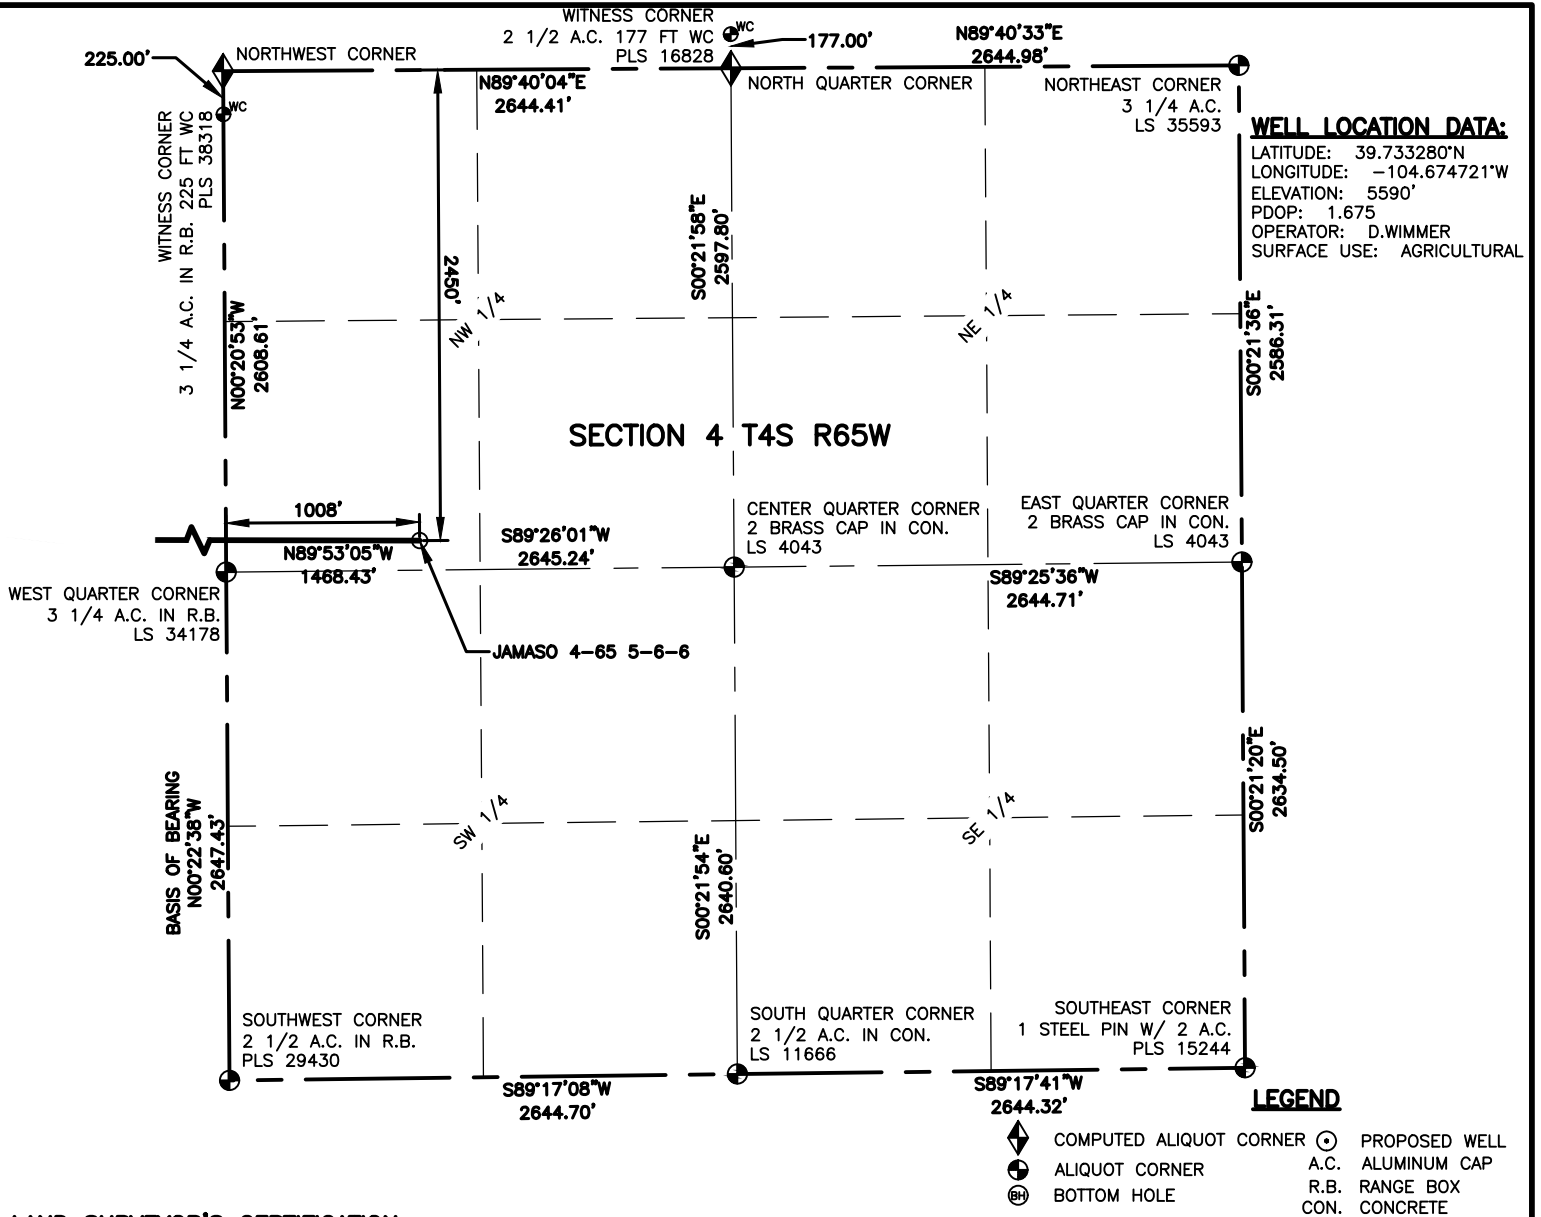 WITNESS CORNER
2 1/2 A.C. 177 FT WC
PLS 16828
WC
177.00'
N89°40'33"E
2644.98'
225.00'
NORTHWEST CORNER
N89°40'04"E
2644.41'
NORTH QUARTER CORNER
NORTHEAST CORNER
3 1/4 A.C.
LS 35593
WC
WITNESS CORNER
3 1/4 A.C. IN R.B. 225 FT WC
PLS 38318
WELL LOCATION DATA:
LATITUDE: 39.733280°N
LONGITUDE: -104.674721°W
ELEVATION: 5590'
PDOP: 1.675
OPERATOR: D.WIMMER
SURFACE USE: AGRICULTURAL
N00°20'53"W
2608.61'
2450'
S00°21'58"E
2597.80'
S00°21'36"E
2586.31'
NW 1/4
NE 1/4
SECTION 4 T4S R65W
1008'
N89°53'05"W
1468.43'
S89°26'01"W
2645.24'
CENTER QUARTER CORNER
2 BRASS CAP IN CON.
LS 4043
EAST QUARTER CORNER
2 BRASS CAP IN CON.
LS 4043
S89°25'36"W
2644.71'
WEST QUARTER CORNER
3 1/4 A.C. IN R.B.
LS 34178
JAMASO 4-65 5-6-6
BASIS OF BEARING
N00°22'38"W
2647.43'
SW 1/4
SE 1/4
S00°21'54"E
2640.60'
S00°21'20"E
2634.50'
SOUTHWEST CORNER
2 1/2 A.C. IN R.B.
PLS 29430
SOUTH QUARTER CORNER
2 1/2 A.C. IN CON.
LS 11666
SOUTHEAST CORNER
1 STEEL PIN W/ 2 A.C.
PLS 15244
S89°17'08"W
2644.70'
S89°17'41"W
2644.32'
LEGEND
COMPUTED ALIQUOT CORNER
ALIQUOT CORNER
BH BOTTOM HOLE
PROPOSED WELL
A.C. ALUMINUM CAP
R.B. RANGE BOX
CON. CONCRETE